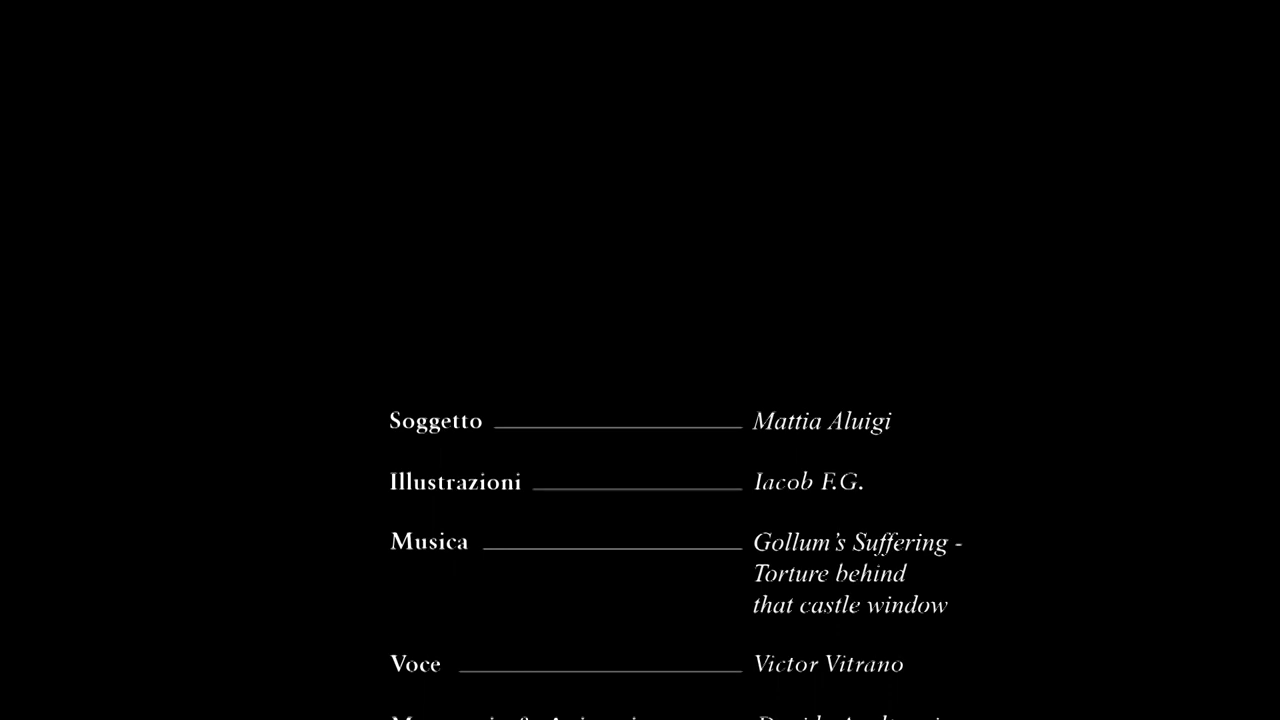 Soggetto Mattia Aluigi
Illustrazioni Iacob F.G.
Musica Gollum's Suffering -
Torture behind
that castle window
Voce Victor Vitrano